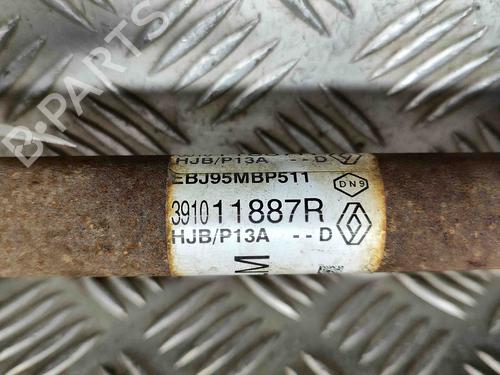 HJB/P13A --D
EBJ95MBP511
DN9
391011887R
HJB/P13A --D
M
B-PARTS